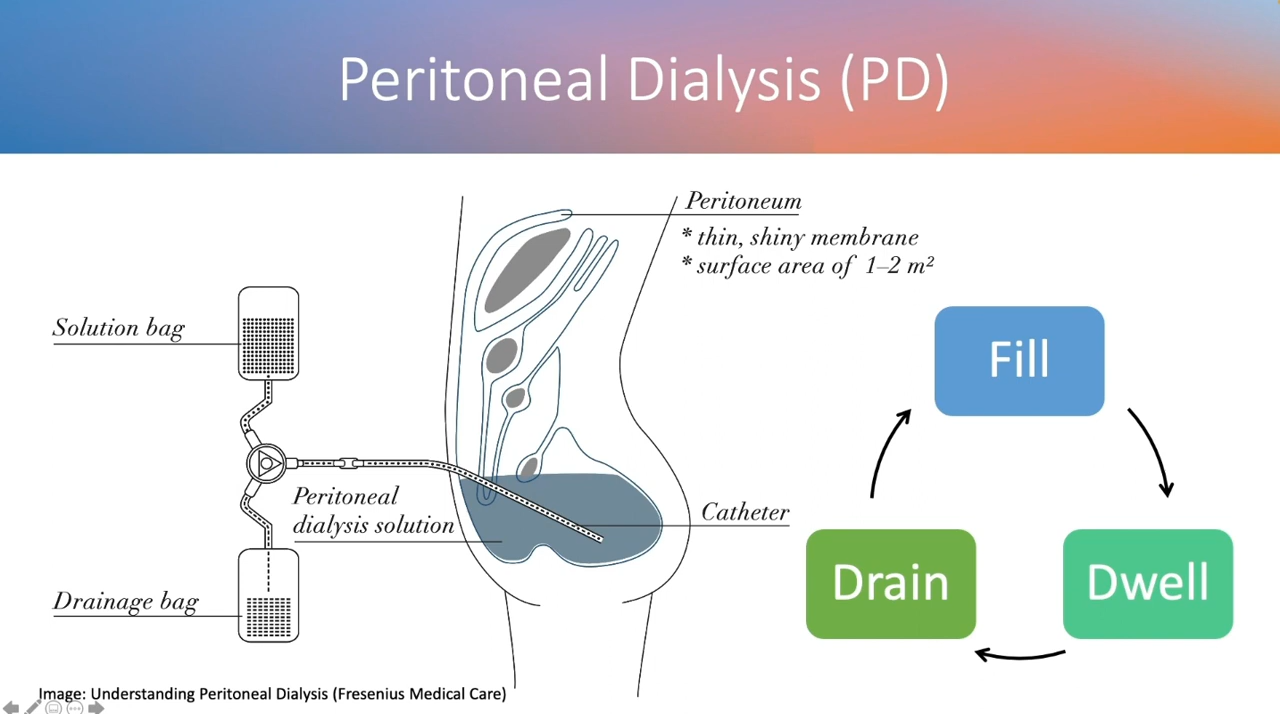 Peritoneal Dialysis (PD)
Peritoneum
* thin, shiny membrane
* surface area of 1–2 m²
Solution bag
Peritoneal
dialysis solution
Catheter
Drainage bag
Fill
Dwell
Drain
Image: Understanding Peritoneal Dialysis (Fresenius Medical Care)